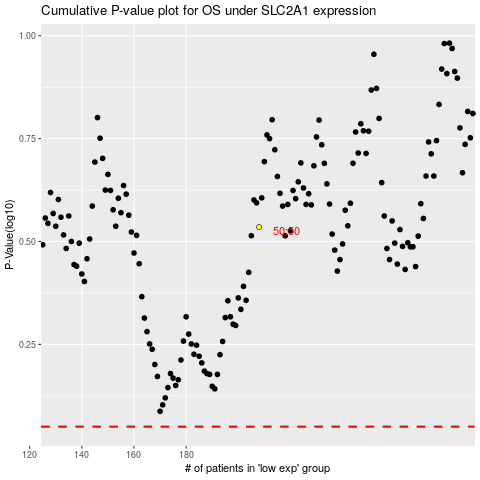 Cumulative P-value plot for OS under SLC2A1 expression
P-Value(log10)
1.00
0.75
0.50
0.25
50:50
120 140 160 180
# of patients in 'low exp' group